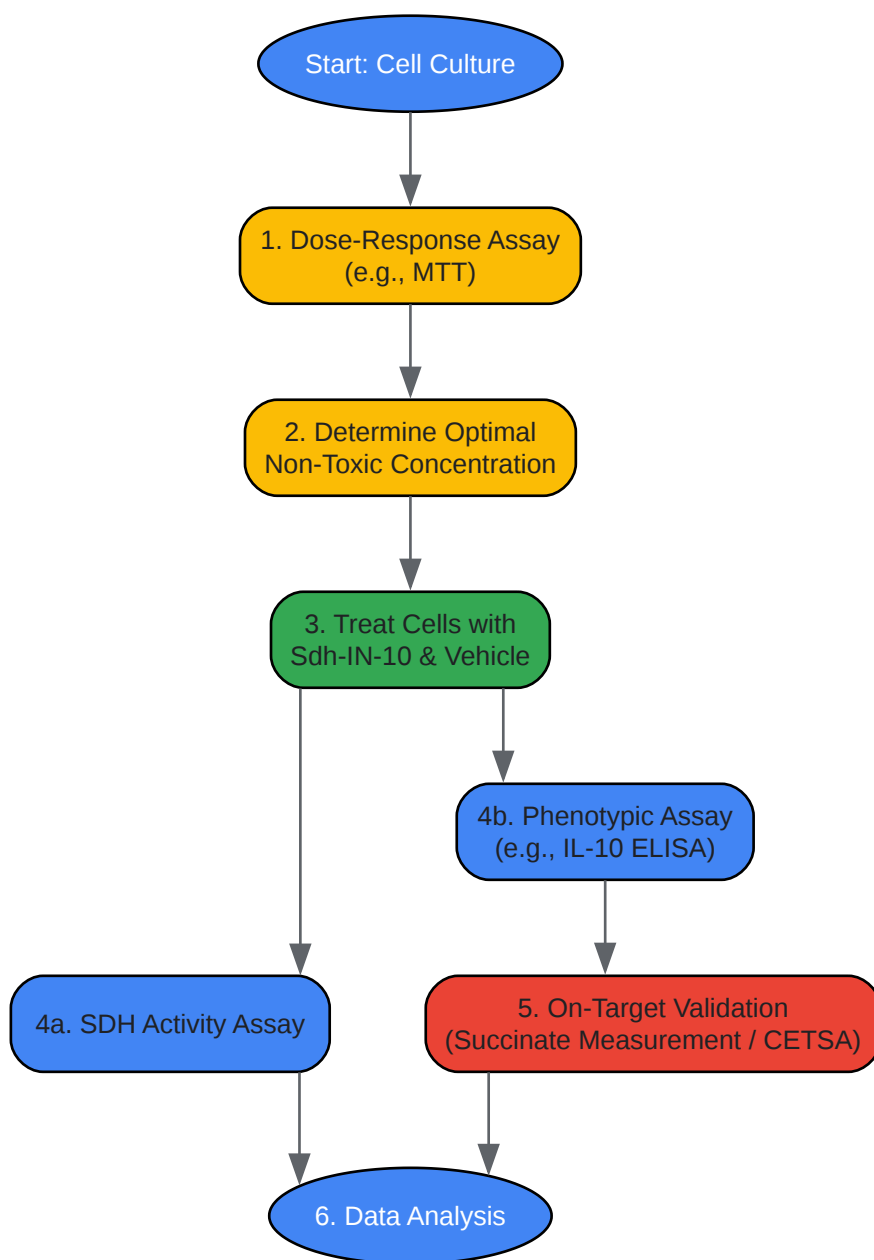 Start: Cell Culture
1. Dose-Response Assay
(e.g., MTT)
2. Determine Optimal
Non-Toxic Concentration
3. Treat Cells with
Sdh-IN-10 & Vehicle
4b. Phenotypic Assay
(e.g., IL-10 ELISA)
4a. SDH Activity Assay
5. On-Target Validation
(Succinate Measurement / CETSA)
6. Data Analysis